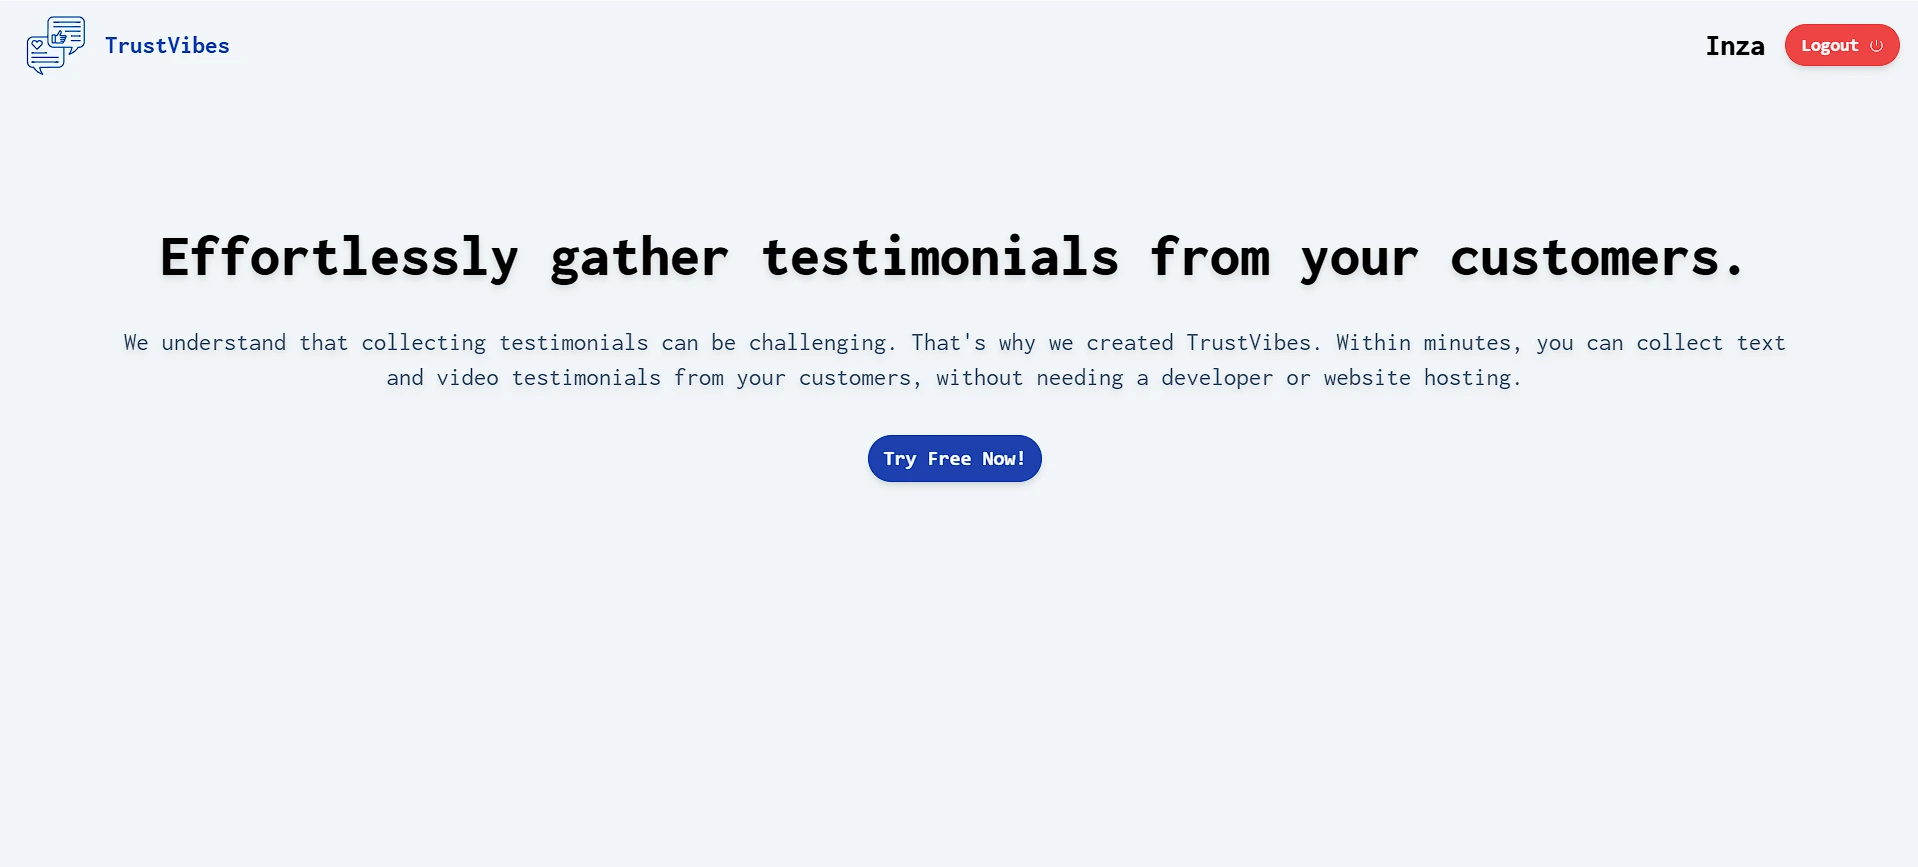 TrustVibes
Inza
Logout
Effortlessly gather testimonials from your customers.
We understand that collecting testimonials can be challenging. That's why we created TrustVibes. Within minutes, you can collect text
and video testimonials from your customers, without needing a developer or website hosting.
Try Free Now!